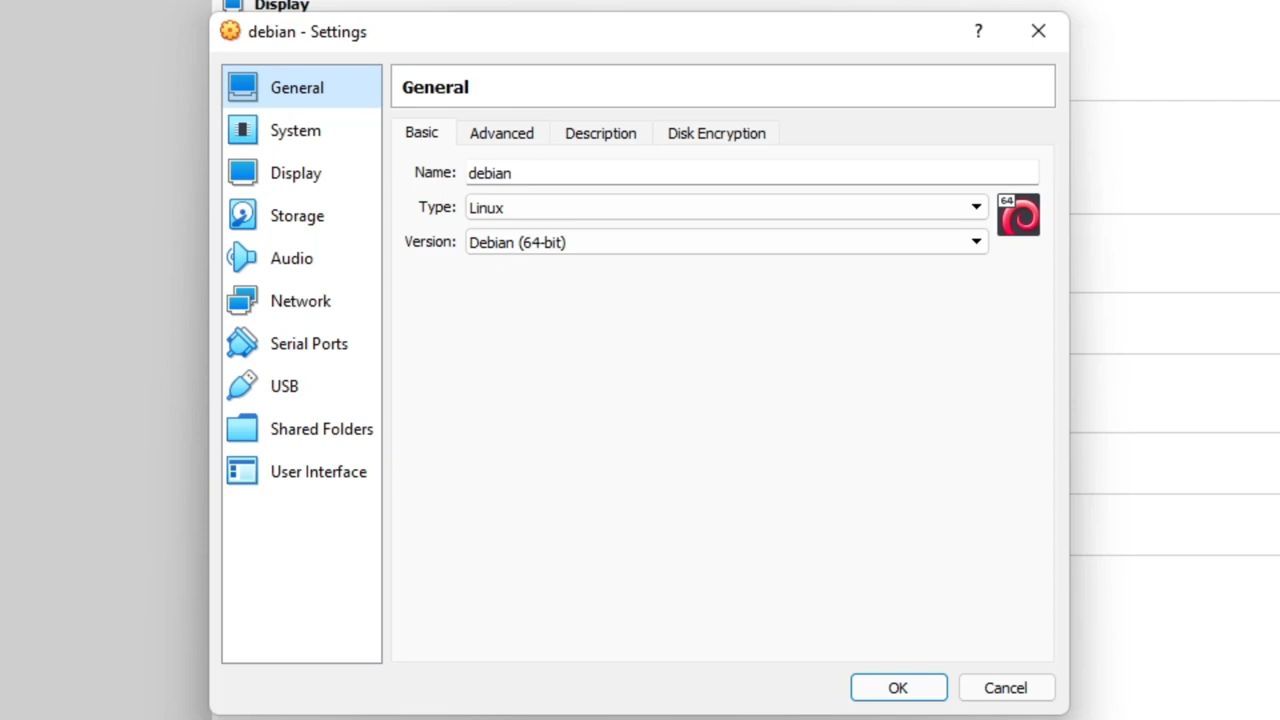 Display
debian - Settings
?
General
System
Display
Storage
Audio
Network
Serial Ports
USB
Shared Folders
User Interface
General
Basic Advanced Description Disk Encryption
Name: debian
Type: Linux
64
Version: Debian (64-bit)
OK Cancel